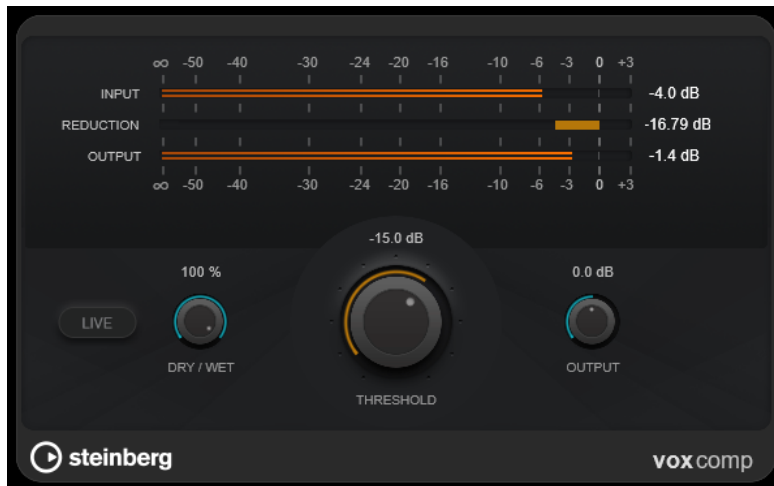 ∞ -50 -40 -30 -24 -20 -16 -10 -6 -3 0 +3
INPUT -4.0 dB
REDUCTION -16.79 dB
OUTPUT -1.4 dB
∞ -50 -40 -30 -24 -20 -16 -10 -6 -3 0 +3
-15.0 dB
100 % 0.0 dB
LIVE
DRY / WET OUTPUT
THRESHOLD
steinberg voxcomp